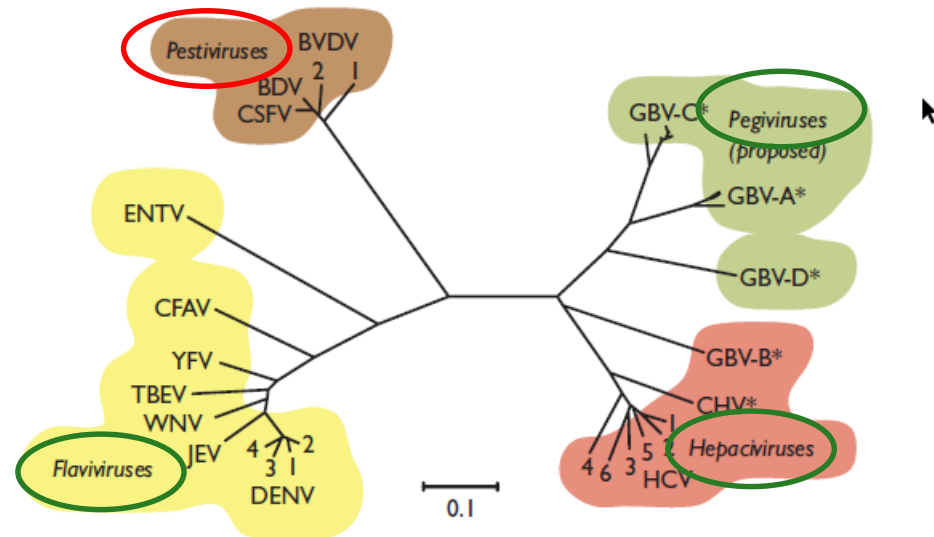 Pestiviruses
BVDV
2 1
BDV
CSFV
GBV-C*
Pegiviruses
(proposed)
GBV-A*
ENTV
GBV-D*
CFAV
YFV
GBV-B*
TBEV
CHV*
WNV
1
JEV
4 3 1 2
DENV
Flaviviruses
4 6 3 5 2
HCV
Hepaciviruses
0.1